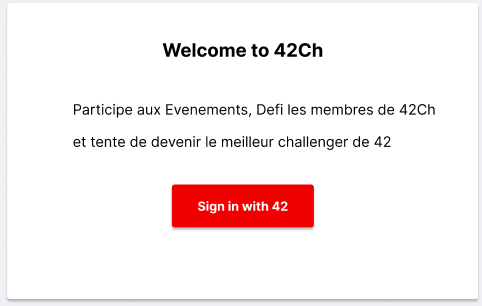 Welcome to 42Ch
Participe aux Evenements, Defi les membres de 42Ch
et tente de devenir le meilleur challenger de 42
Sign in with 42